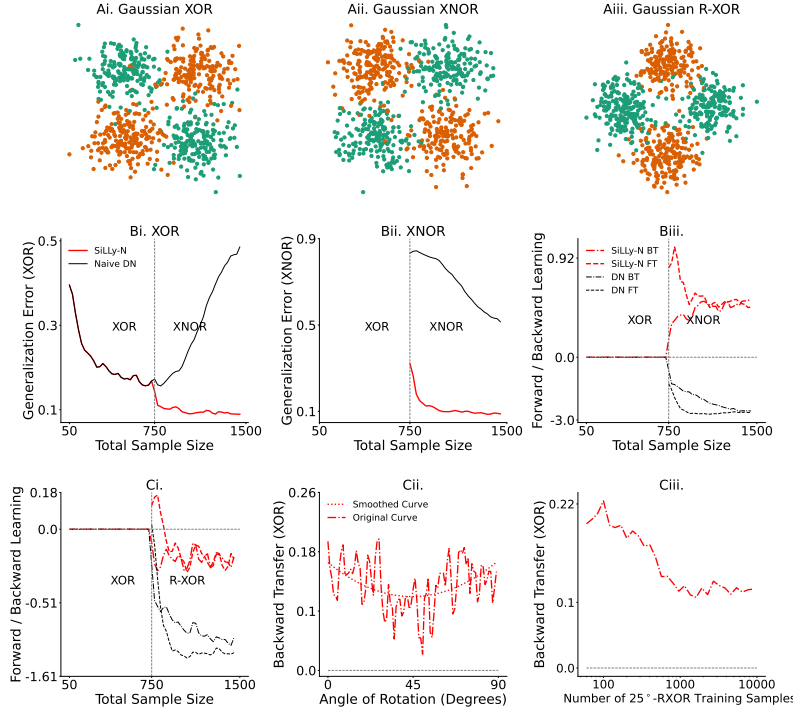 Ai. Gaussian XOR
Aii. Gaussian XNOR
Aiii. Gaussian R-XOR
Bi. XOR
Generalization Error (XOR)
0.5
0.3
0.1
SiLLy-N
Naive DN
XOR
XNOR
50
750
1500
Total Sample Size
Bii. XNOR
Generalization Error (XNOR)
0.9
0.5
0.1
XOR
XNOR
50
750
1500
Total Sample Size
Biii.
Forward / Backward Learning
0.92
0.0
-3.0
SiLLy-N BT
SiLLy-N FT
DN BT
DN FT
XOR
XNOR
50
750
1500
Total Sample Size
Ci.
Forward / Backward Learning
0.18
0.0
-0.51
-1.61
XOR
R-XOR
50
750
1500
Total Sample Size
Cii.
Backward Transfer (XOR)
0.26
0.18
0.1
0.0
Smoothed Curve
Original Curve
0
45
90
Angle of Rotation (Degrees)
Ciii.
Backward Transfer (XOR)
0.22
0.1
0.0
100
1000
10000
Number of 25°-RXOR Training Samples